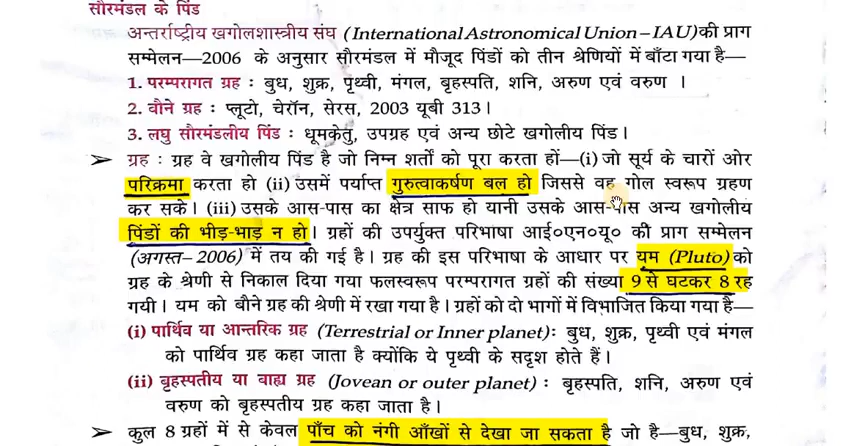 सौरमंडल के पिंड
अन्तर्राष्ट्रीय खगोलशास्त्रीय संघ (International Astronomical Union – IAU) की प्राग
सम्मेलन—2006 के अनुसार सौरमंडल में मौजूद पिंडों को तीन श्रेणियों में बाँटा गया है—
1. परम्परागत ग्रह : बुध, शुक्र, पृथ्वी, मंगल, बृहस्पति, शनि, अरुण एवं वरुण ।
2. बौने ग्रह : प्लूटो, चेरॉन, सेरस, 2003 यूबी 313।
3. लघु सौरमंडलीय पिंड : धूमकेतु, उपग्रह एवं अन्य छोटे खगोलीय पिंड।
➢ ग्रह : ग्रह वे खगोलीय पिंड है जो निम्न शर्तों को पूरा करता हों—(i) जो सूर्य के चारों ओर
परिक्रमा करता हो (ii) उसमें पर्याप्त गुरुत्वाकर्षण बल हो जिससे वह गोल स्वरूप ग्रहण
कर सके। (iii) उसके आस-पास का क्षेत्र साफ हो यानी उसके आस-पास अन्य खगोलीय
पिंडों की भीड़-भाड़ न हो। ग्रहों की उपर्युक्त परिभाषा आई०एन०यू० की प्राग सम्मेलन
(अगस्त–2006) में तय की गई है। ग्रह की इस परिभाषा के आधार पर यम (Pluto) को
ग्रह के श्रेणी से निकाल दिया गया फलस्वरूप परम्परागत ग्रहों की संख्या 9 से घटकर 8 रह
गयी। यम को बौने ग्रह की श्रेणी में रखा गया है। ग्रहों को दो भागों में विभाजित किया गया है—
(i) पार्थिव या आन्तरिक ग्रह (Terrestrial or Inner planet): बुध, शुक्र, पृथ्वी एवं मंगल
को पार्थिव ग्रह कहा जाता है क्योंकि ये पृथ्वी के सदृश होते हैं।
(ii) बृहस्पतीय या वाह्य ग्रह (Jovean or outer planet) : बृहस्पति, शनि, अरुण एवं
वरुण को बृहस्पतीय ग्रह कहा जाता है।
➢ कुल 8 ग्रहों में से केवल पाँच को नंगी आँखों से देखा जा सकता है जो है—बुध, शुक्र,